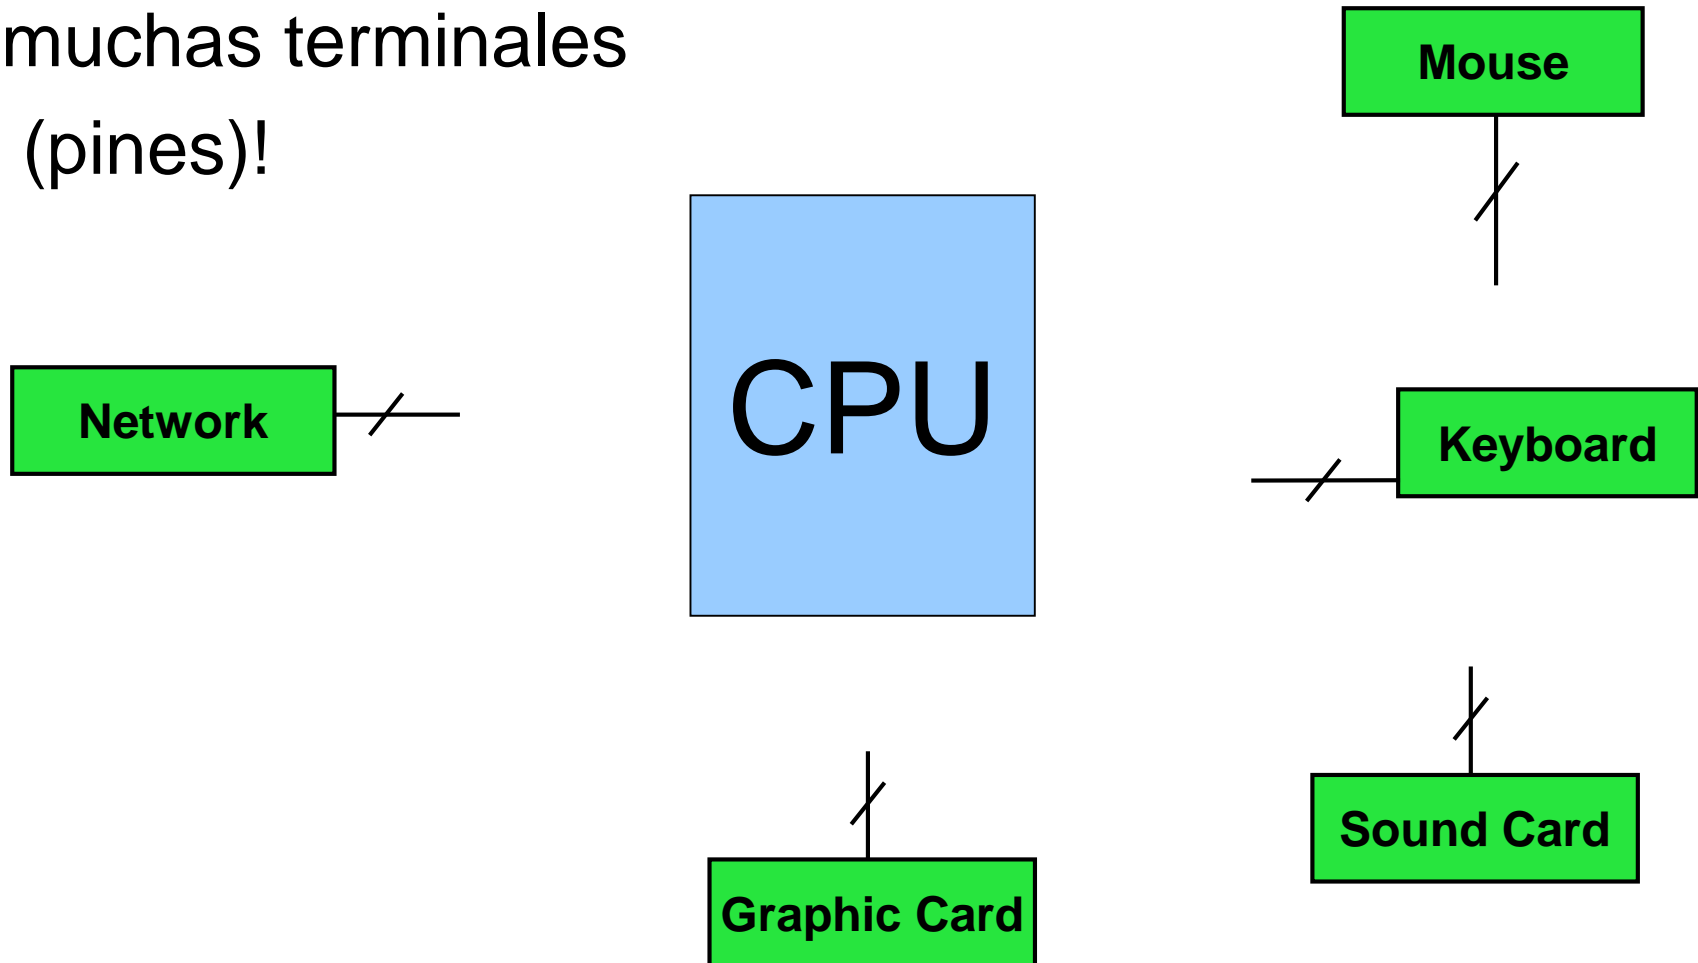 muchas terminales
(pines)!
Mouse
CPU
Network
Keyboard
Sound Card
Graphic Card